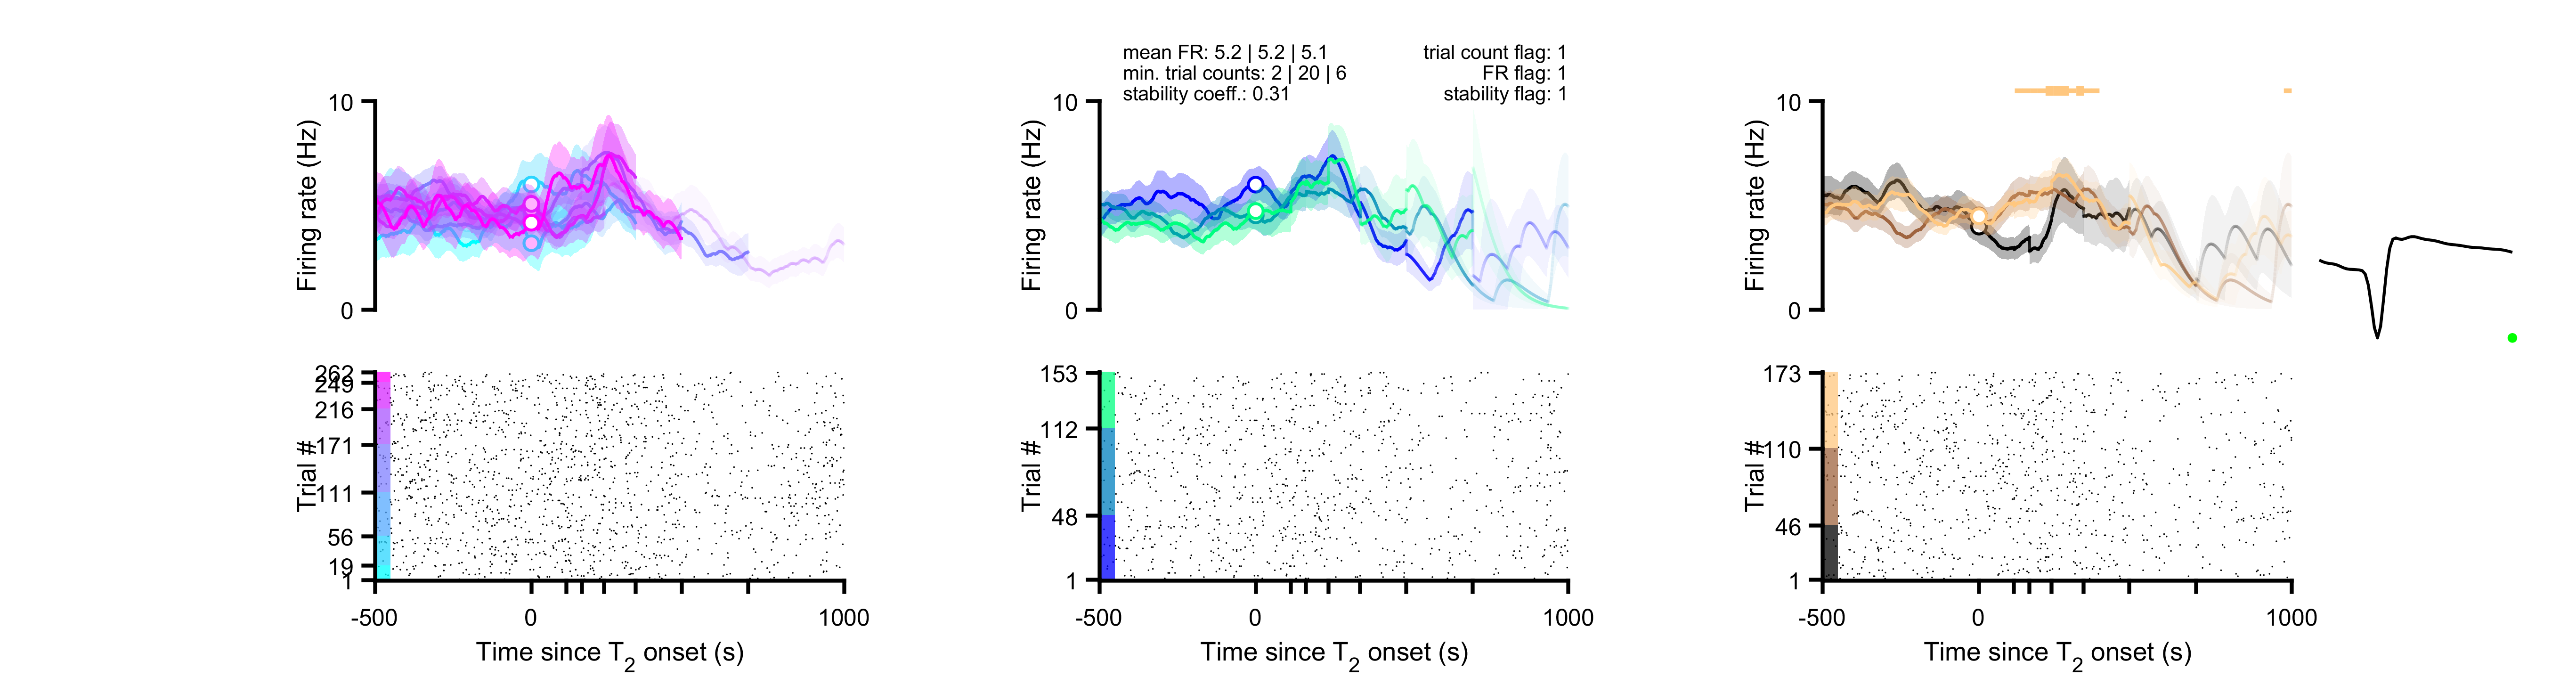 mean FR: 5.2 | 5.2 | 5.1
trial count flag: 1
min. trial counts: 2 | 20 | 6
FR flag: 1
stability coeff.: 0.31
stability flag: 1
10
Firing rate (Hz)
0
10
Firing rate (Hz)
0
10
Firing rate (Hz)
0
262
249
216
171
111
56
19
1
Trial #
-500
0
1000
Time since T2 onset (s)
153
112
48
1
Trial #
-500
0
1000
Time since T2 onset (s)
173
110
46
1
Trial #
-500
0
1000
Time since T2 onset (s)